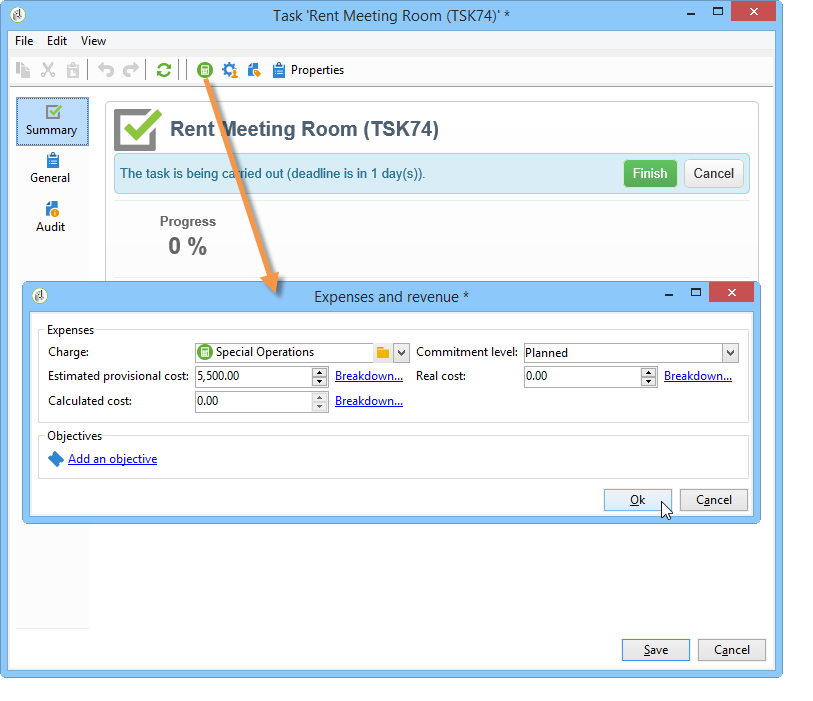 Task 'Rent Meeting Room (TSK74)' *
File Edit View
Properties
Summary
General
Audit
Rent Meeting Room (TSK74)
The task is being carried out (deadline is in 1 day(s)). Finish Cancel
Progress
0 %
Expenses and revenue *
Expenses
Charge: Special Operations Commitment level: Planned
Estimated provisional cost: 5,500.00 Breakdown... Real cost: 0.00 Breakdown...
Calculated cost: 0.00 Breakdown...
Objectives
Add an objective
Ok Cancel
Save Cancel